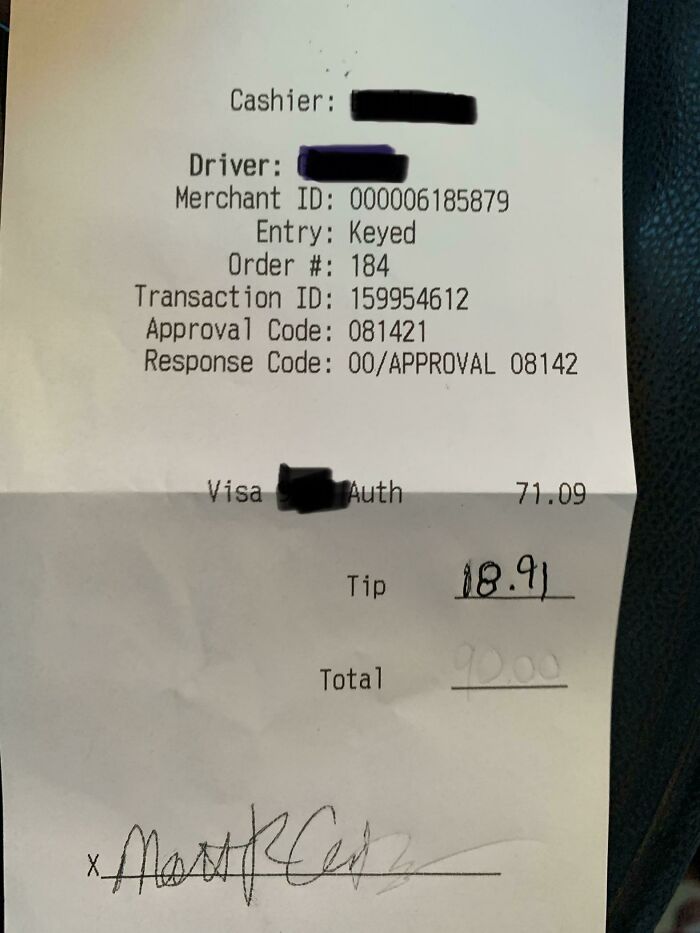 Cashier:
Driver:
Merchant ID: 000006185879
Entry: Keyed
Order #: 184
Transaction ID: 159954612
Approval Code: 081421
Response Code: 00/APPROVAL 08142
Visa Auth 71.09
Tip 18.91
Total 90.00
X